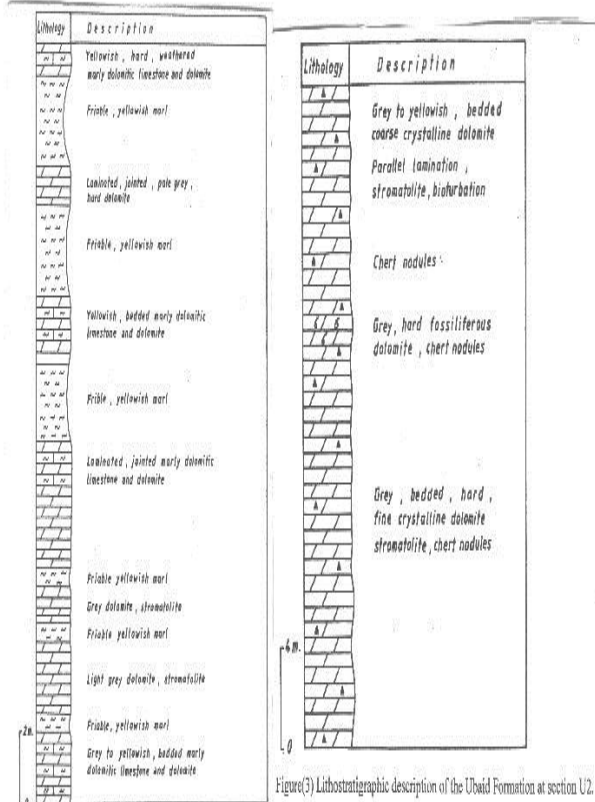 Lithology Description
Yellowish, hard, weathered
marly dolomitic limestone and dolomite
Friable, yellowish marl
Laminated, jointed, pale grey,
hard dolomite
Friable, yellowish marl
Yellowish, bedded marly dolomitic
limestone and dolomite
Frible, yellowish marl
Laminated, jointed marly dolomitic
limestone and dolomite
Friable yellowish marl
Grey dolomite, stromatolite
Friable yellowish marl
Light grey dolomite, stromatolite
Friable, yellowish marl
2m.
Grey to yellowish, bedded marly
dolomitic limestone and dolomite
0
Lithology Description
Grey to yellowish, bedded
coarse crystalline dolomite
Parallel lamination,
stromatolite, bioturbation
Chert nodules
Grey, hard fossiliferous
dolomite, chert nodules
Grey, bedded, hard,
fine crystalline dolomite
stromatolite, chert nodules
4m.
0
Figure(3) Lithostratigraphic description of the Ubaid Formation at section U2.